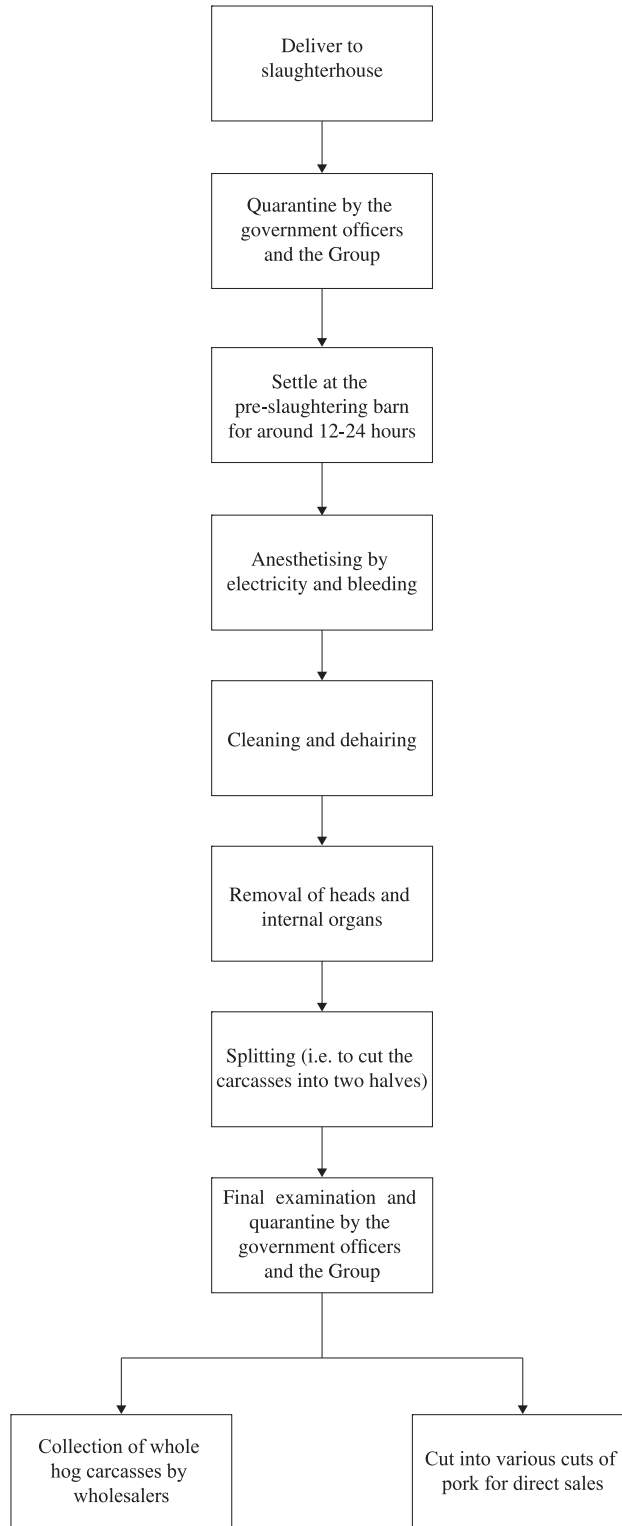 Deliver to
slaughterhouse
Quarantine by the
government officers
and the Group
Settle at the
pre-slaughtering barn
for around 12-24 hours
Anesthetising by
electricity and bleeding
Cleaning and dehairing
Removal of heads and
internal organs
Splitting (i.e. to cut the
carcasses into two halves)
Final examination and
quarantine by the
government officers
and the Group
Collection of whole
hog carcasses by
wholesalers
Cut into various cuts of
pork for direct sales